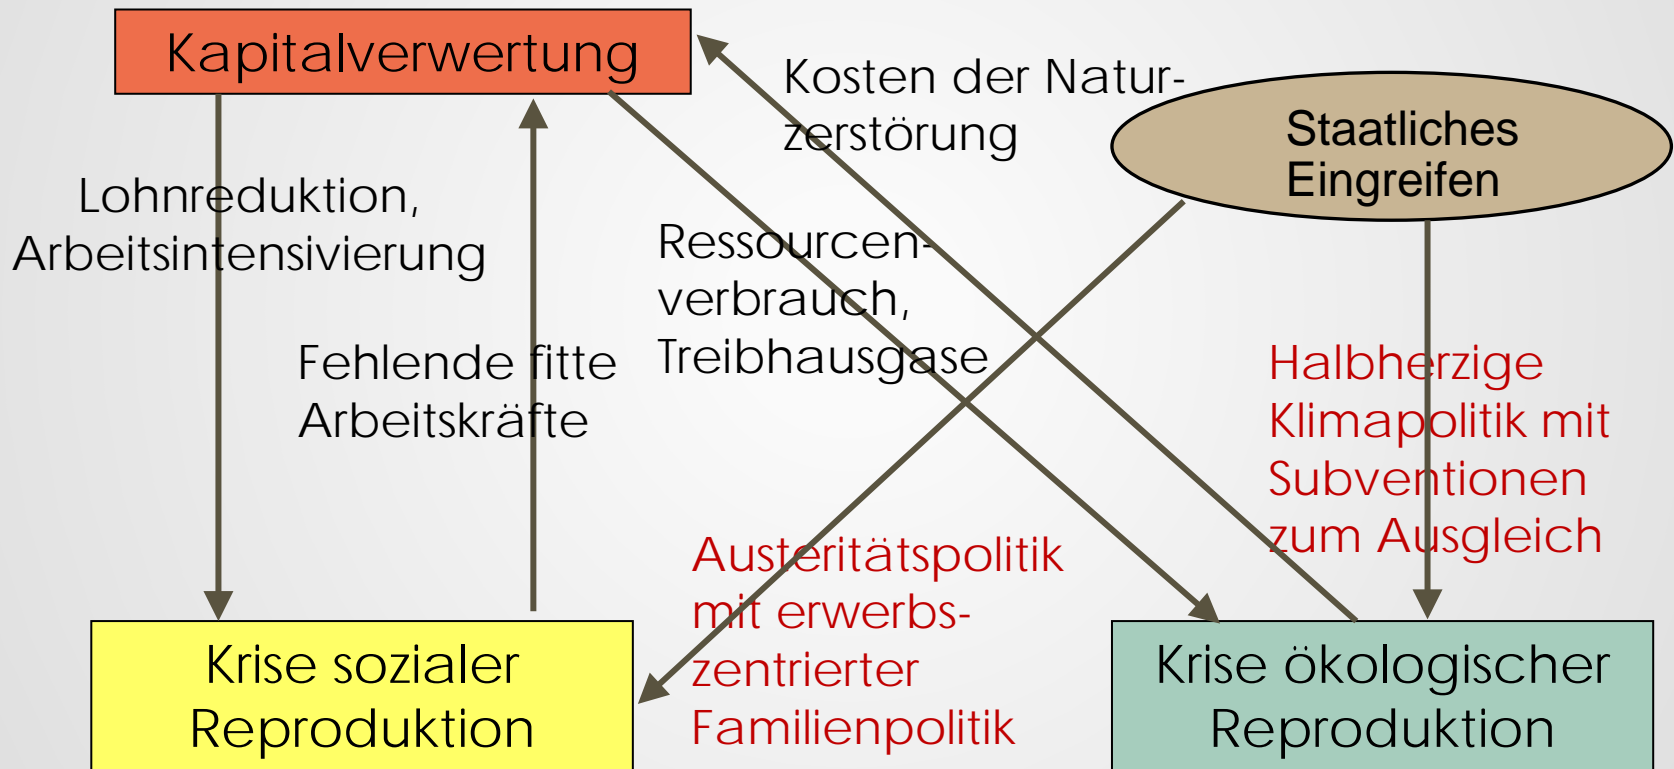 Kapitalverwertung
Kosten der Natur-
zerstörung
Staatliches
Eingreifen
Lohnreduktion,
Arbeitsintensivierung
Ressourcen-
verbrauch,
Treibhausgase
Fehlende fitte
Arbeitskräfte
Halbherzige
Klimapolitik mit
Subventionen
zum Ausgleich
Austeritätspolitik
mit erwerbs-
zentrierter
Familienpolitik
Krise sozialer
Reproduktion
Krise ökologischer
Reproduktion